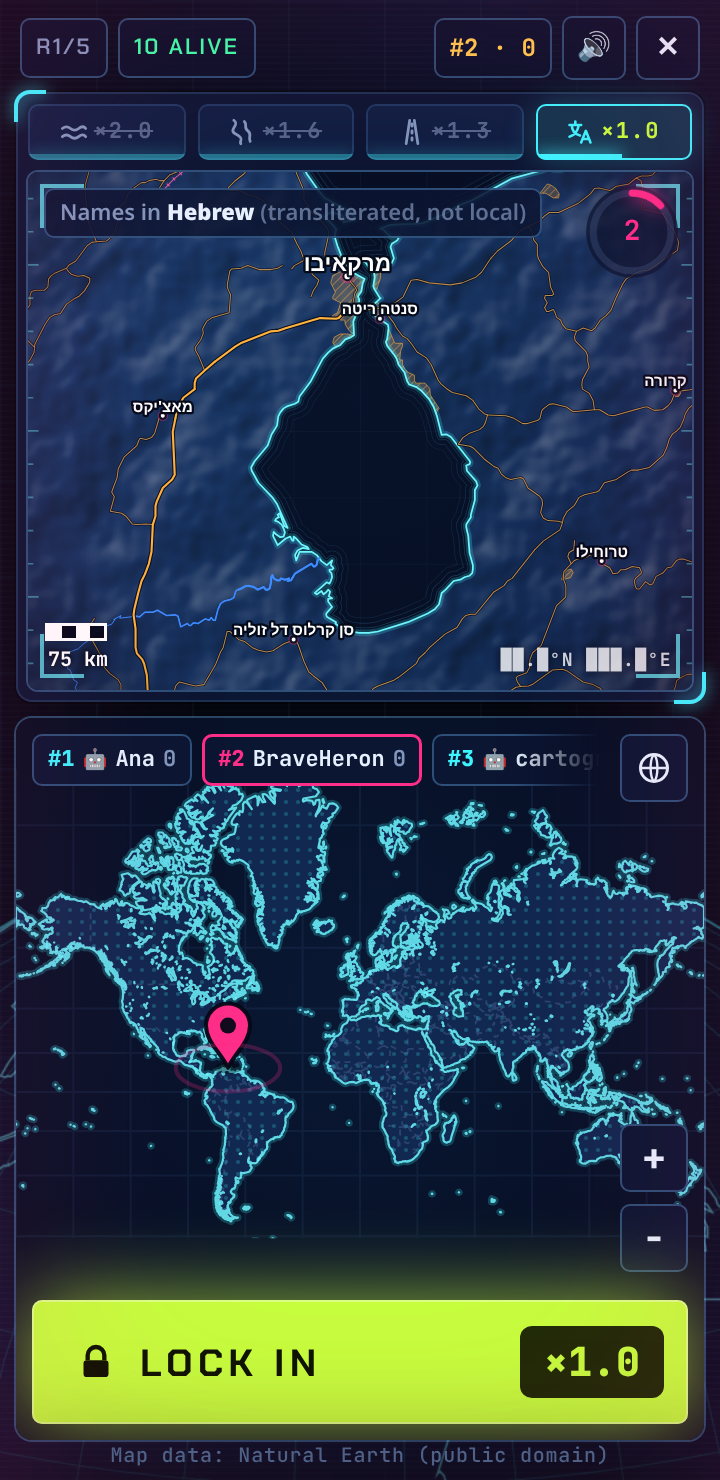 R1/5
10 ALIVE
#2 · 0
×2.0
×1.6
×1.3
×1.0
Names in Hebrew (transliterated, not local)
2
מרקאיבו
סנטה ריטה
קרורה
מאצ'יקס
טרוחילו
סן קרלוס דל זוליה
75 km
██.█°N ███.█°E
#1 🤖 Ana 0
#2 BraveHeron 0
#3 🤖 cartog
+
-
LOCK IN
×1.0
Map data: Natural Earth (public domain)